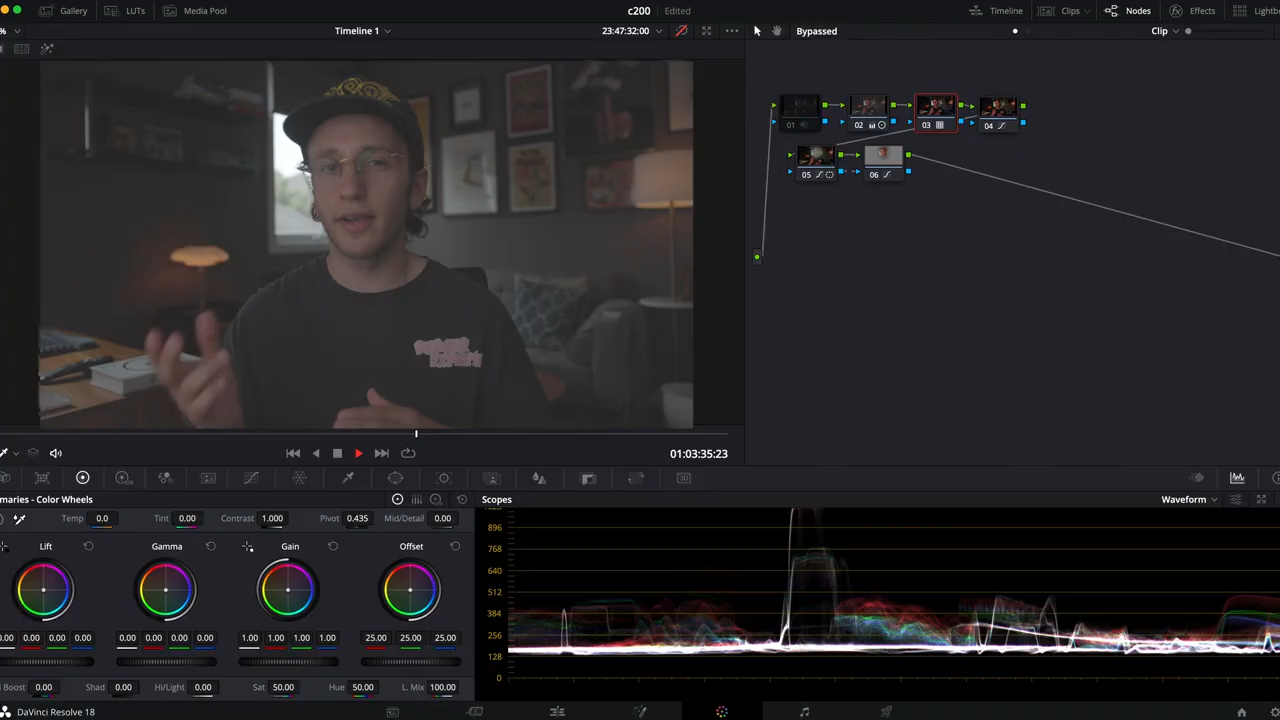 Gallery LUTs Media Pool c200 Edited Timeline Clips Nodes Effects Lightb
% Timeline 1 23:47:32:00 Bypassed Clip
01 02 03 04
05 06
01:03:35:23
maries - Color Wheels Scopes Waveform
Temp 0.0 Tint 0.00 Contrast 1.000 Pivot 0.435 Mid/Detail 0.00
Lift Gamma Gain Offset
0.00 0.00 0.00 0.00 0.00 0.00 0.00 0.00 1.00 1.00 1.00 1.00 25.00 25.00 25.00
Boost 0.00 Shad 0.00 Hi/Light 0.00 Sat 50.00 Hue 50.00 L. Mix 100.00
1023
896
768
640
512
384
256
128
0
DaVinci Resolve 18